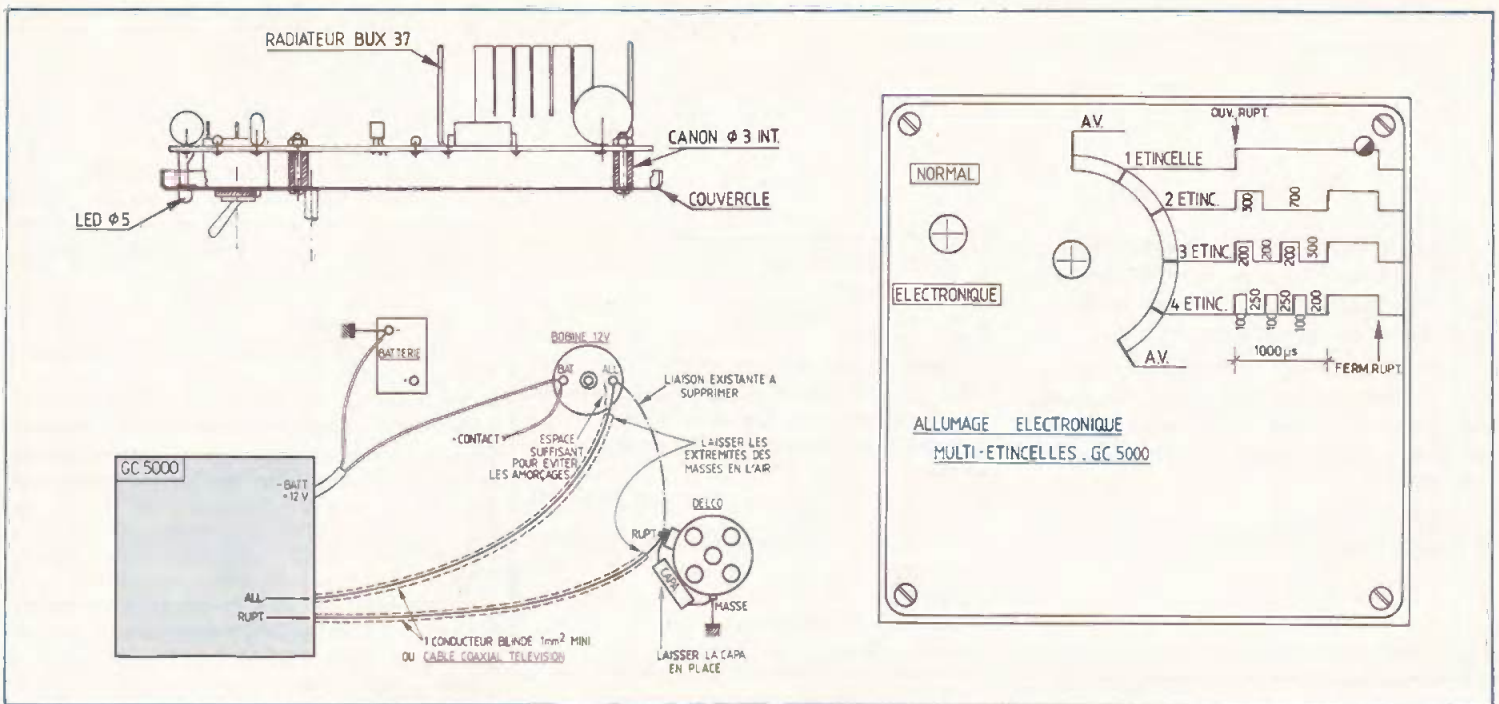 RADIATEUR BUX 37
CANON ϕ 3 INT.
COUVERCLE
LED ϕ5
BATTERIE
-
+
BOBINE 12V
BAT
ALL
LIAISON EXISTANTE A
SUPPRIMER
CONTACT
ESPACE
SUFFISANT
POUR EVITER
LES AMORÇAGES
LAISSER LES
EXTREMITES DES
MASSES EN L'AIR
GC 5000
- BATT
+ 12 V
DELCO
RUPT
CAPA
MASSE
ALL
RUPT
1 CONDUCTEUR BLINDE 1mm² MINI
OU CABLE COAXIAL TELEVISION
LAISSER LA CAPA
EN PLACE
A.V.
OUV. RUPT.
1 ETINCELLE
NORMAL
2 ETINC.
300
700
3 ETINC.
200
200
200
300
ELECTRONIQUE
4 ETINC.
100
250
100
250
100
200
1000µs
A.V.
FERM.RUPT.
ALLUMAGE ELECTRONIQUE
MULTI-ETINCELLES . GC 5000